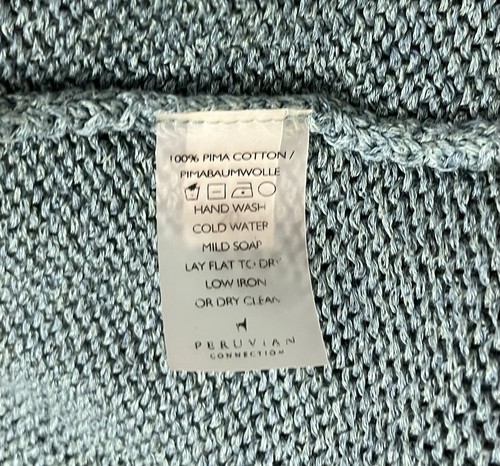 100% PIMA COTTON /
PIMABAUMWOLLE
HAND WASH
COLD WATER
MILD SOAP
LAY FLAT TO DRY
LOW IRON
OR DRY CLEAN
PERUVIAN
CONNECTION